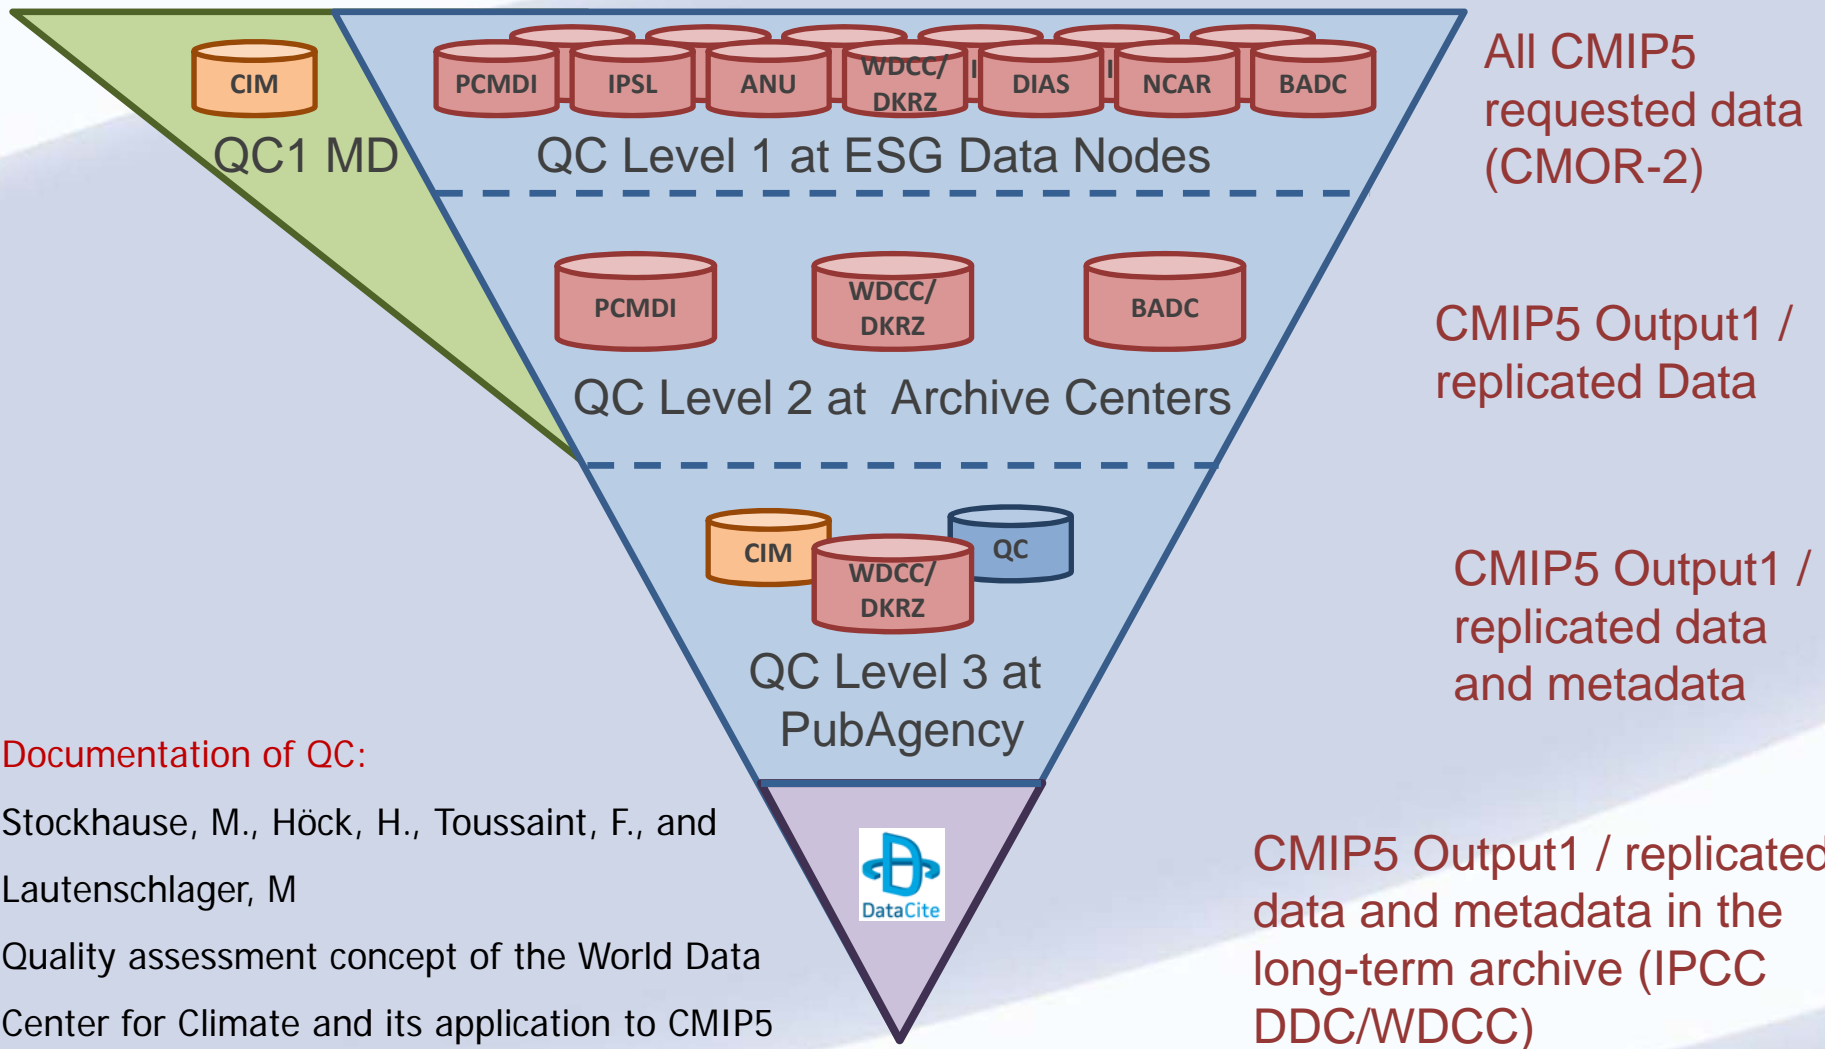 CIM
PCMDI
IPSL
ANU
WDCC/
DKRZ
DIAS
NCAR
BADC
QC1 MD
QC Level 1 at ESG Data Nodes
All CMIP5
requested data
(CMOR-2)
PCMDI
WDCC/
DKRZ
BADC
QC Level 2 at Archive Centers
CMIP5 Output1 /
replicated Data
CIM
WDCC/
DKRZ
QC
QC Level 3 at
PubAgency
CMIP5 Output1 /
replicated data
and metadata
DataCite
CMIP5 Output1 / replicated
data and metadata in the
long-term archive (IPCC
DDC/WDCC)
Documentation of QC:
Stockhause, M., Höck, H., Toussaint, F., and
Lautenschlager, M
Quality assessment concept of the World Data
Center for Climate and its application to CMIP5